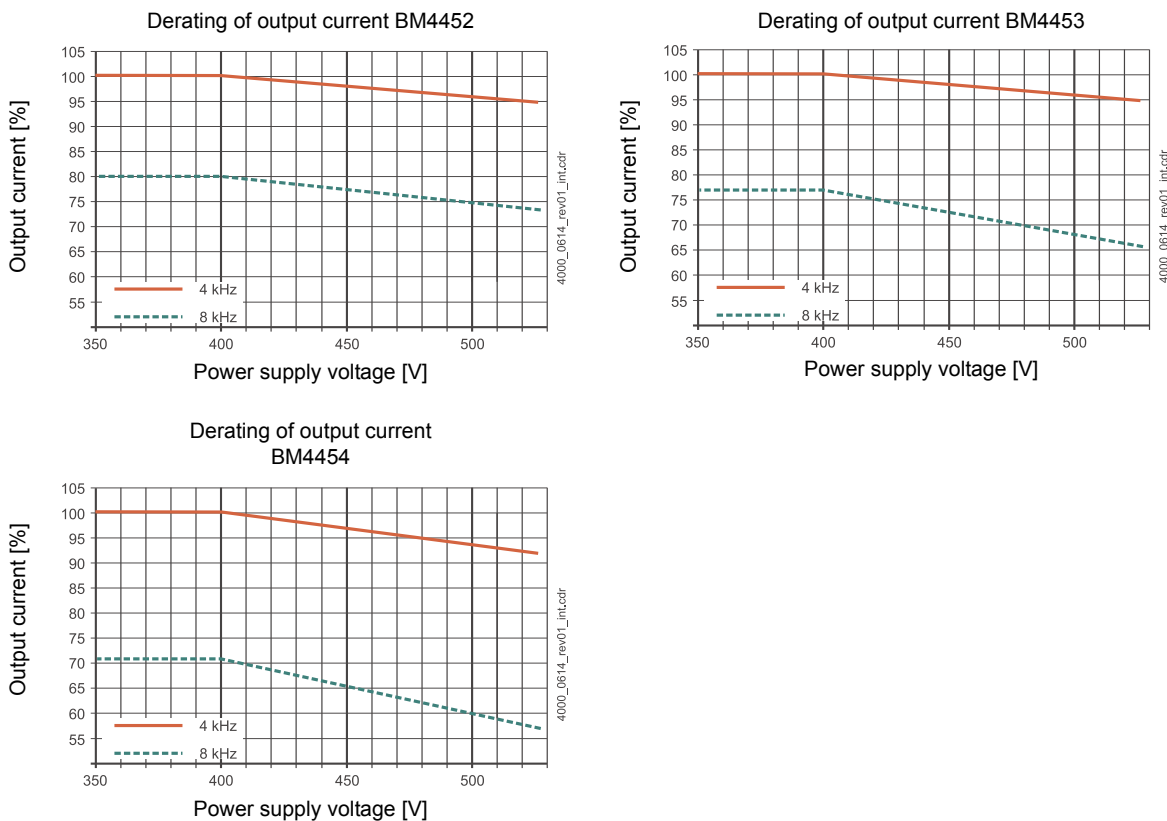 Derating of output current BM4452
105
100
95
90
85
80
75
70
65
60
55
350
400
450
500
Output current [%]
Power supply voltage [V]
4 kHz
8 kHz
4000_0614_rev01_int.cdr
Derating of output current BM4453
105
100
95
90
85
80
75
70
65
60
55
350
400
450
500
Output current [%]
Power supply voltage [V]
4 kHz
8 kHz
4000_0614_rev01_int.cdr
Derating of output current
BM4454
105
100
95
90
85
80
75
70
65
60
55
350
400
450
500
Output current [%]
Power supply voltage [V]
4 kHz
8 kHz
4000_0614_rev01_int.cdr